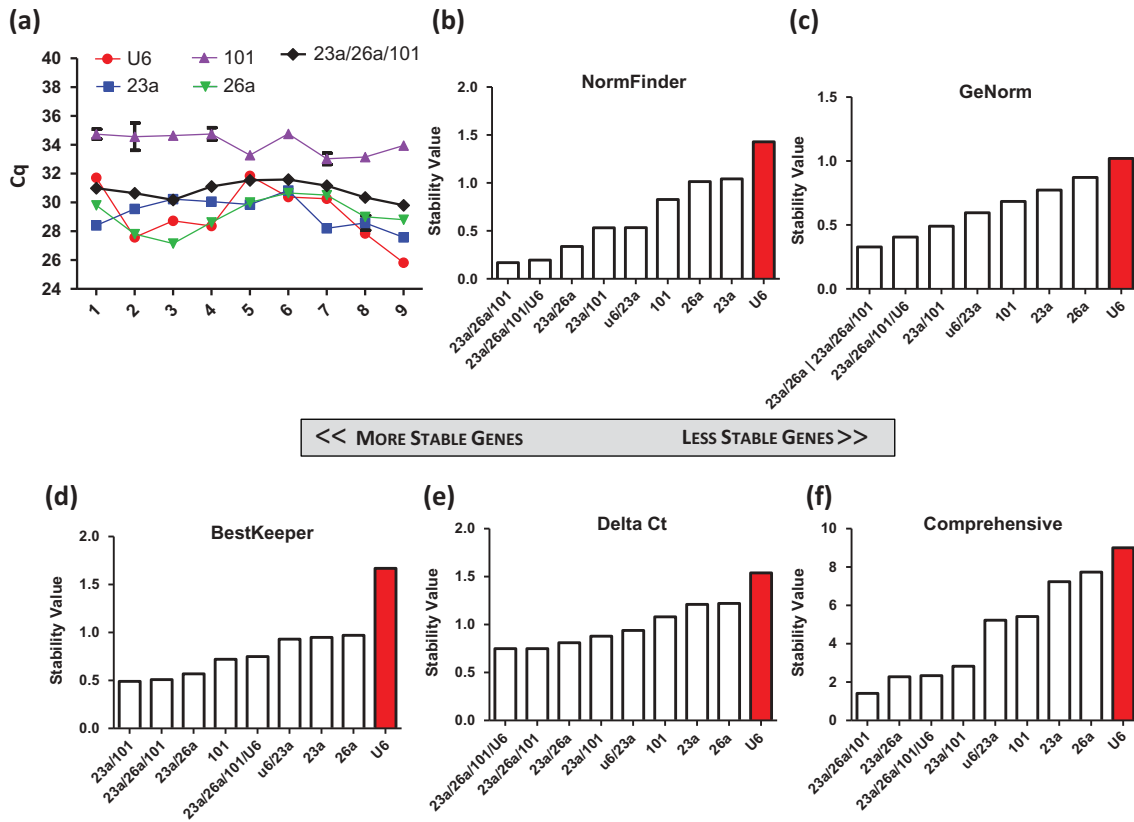 (a)
U6
101
23a/26a/101
23a
26a
40
38
36
34
32
30
28
26
24
Cq
1 2 3 4 5 6 7 8 9
(b)
NormFinder
Stability Value
2.0
1.5
1.0
0.5
0.0
23a/26a/101
23a/26a/101/U6
23a/26a
23a/101
u6/23a
101
26a
23a
U6
(c)
GeNorm
Stability Value
1.5
1.0
0.5
0.0
23a/26a | 23a/26a/101
23a/26a/101/U6
23a/101
u6/23a
101
23a
26a
U6
<< MORE STABLE GENES LESS STABLE GENES >>
(d)
BestKeeper
Stability Value
2.0
1.5
1.0
0.5
0.0
23a/101
23a/26a/101
23a/26a
101
23a/26a/101/U6
u6/23a
23a
26a
U6
(e)
Delta Ct
Stability Value
2.0
1.5
1.0
0.5
0.0
23a/26a/101/U6
23a/26a/101
23a/26a
23a/101
u6/23a
101
23a
26a
U6
(f)
Comprehensive
Stability Value
10
8
6
4
2
0
23a/26a/101
23a/26a
23a/26a/101/U6
23a/101
u6/23a
101
23a
26a
U6